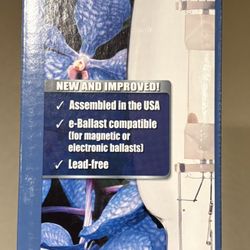 NEW AND IMPROVED!
✓ Assembled in the USA
✓ e-Ballast compatible
(for magnetic or
electronic ballasts)
✓ Lead-free